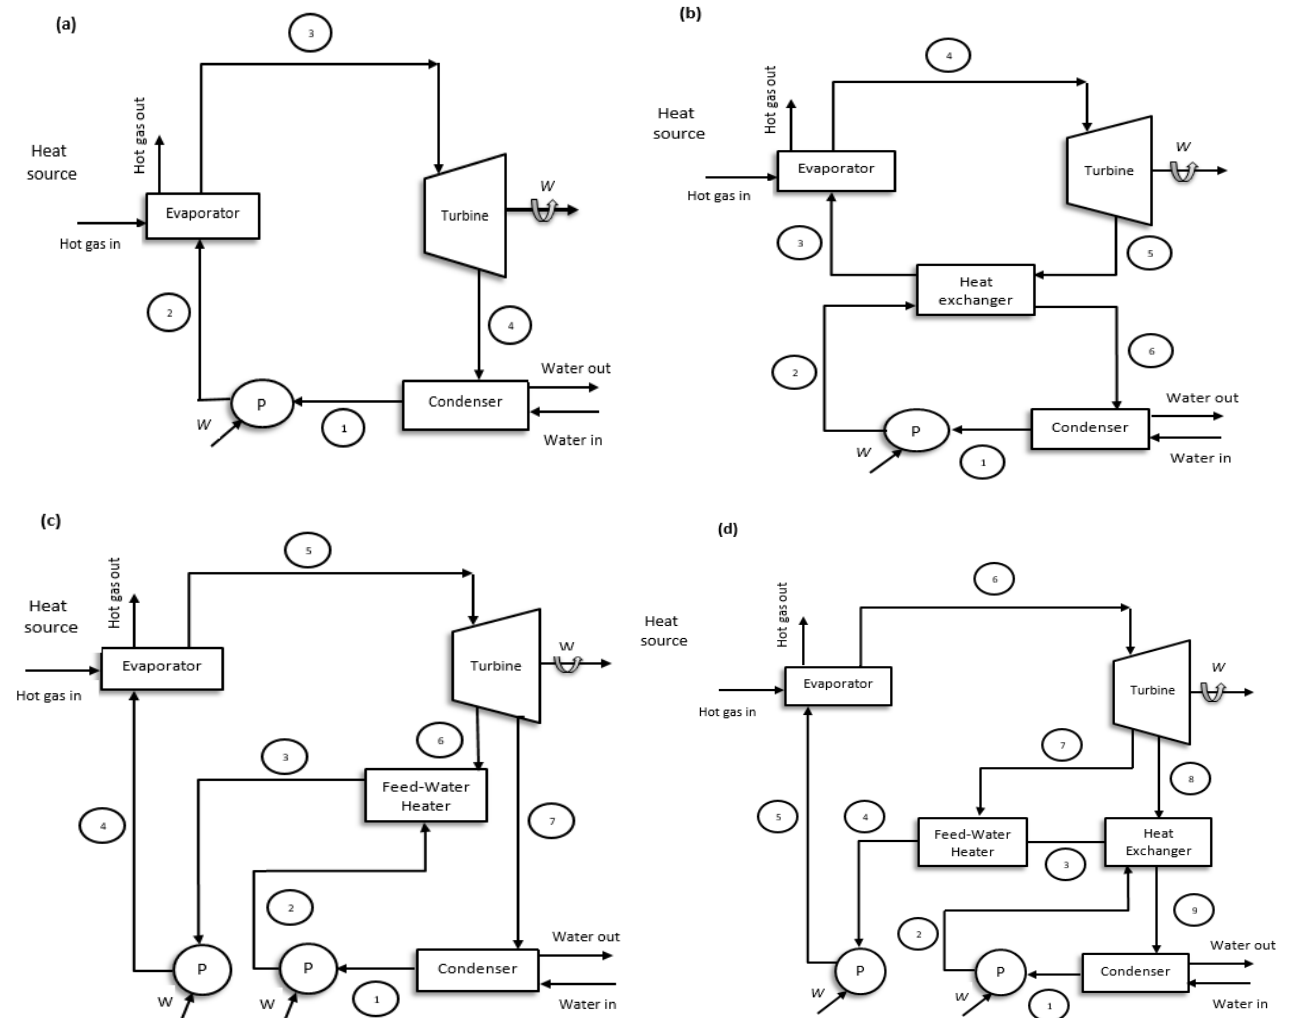 (a)
3
Hot gas out
Heat
source
Evaporator
Hot gas in
Turbine
W
2
4
Water out
P
Condenser
W
1
Water in
(b)
4
Hot gas out
Heat
source
Evaporator
Hot gas in
Turbine
W
3
5
Heat
exchanger
2
6
Water out
P
Condenser
W
1
Water in
(c)
5
Hot gas out
Heat
source
Evaporator
Hot gas in
Turbine
W
6
3
Feed-Water
Heater
4
7
2
Water out
P
P
Condenser
W
W
1
Water in
(d)
6
Hot gas out
Heat
source
Evaporator
Hot gas in
Turbine
W
7
8
5
4
Feed-Water
Heater
3
Heat
Exchanger
2
9
Water out
P
P
Condenser
W
W
1
Water in